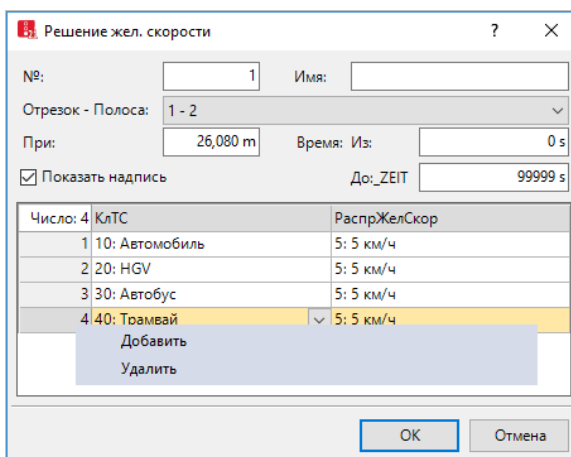 Решение жел. скорости ? ×
№: 1 Имя:
Отрезок - Полоса: 1 - 2
При: 26,080 m Время: Из: 0 s
Показать надпись До:_ZEIT 99999 s
Число: 4 КлТС РаспрЖелСкор
1 10: Автомобиль 5: 5 км/ч
2 20: HGV 5: 5 км/ч
3 30: Автобус 5: 5 км/ч
4 40: Трамвай 5: 5 км/ч
Добавить
Удалить
OK Отмена